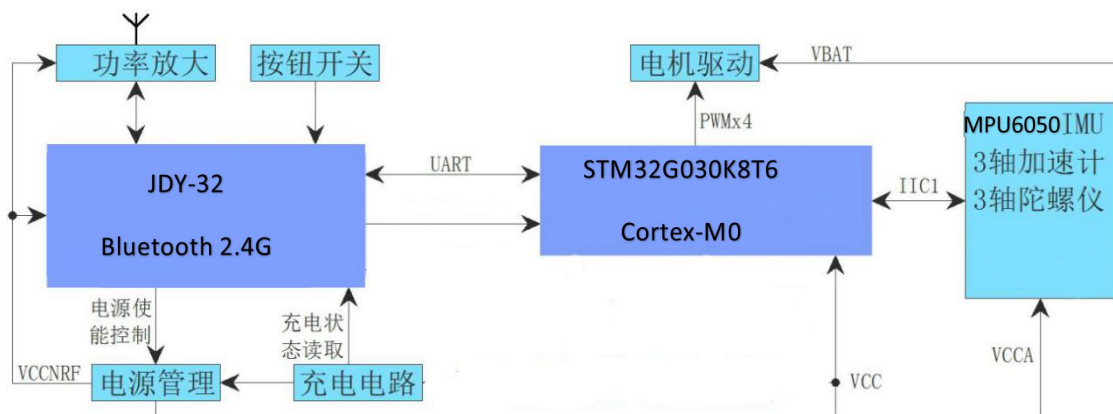 功率放大
按钮开关
电机驱动
VBAT
PWMx4
MPU6050 IMU
3轴加速计
3轴陀螺仪
JDY-32
Bluetooth 2.4G
UART
STM32G030K8T6
Cortex-M0
IIC1
电源使
能控制
充电状
态读取
VCCNRF
电源管理
充电电路
VCC
VCCA